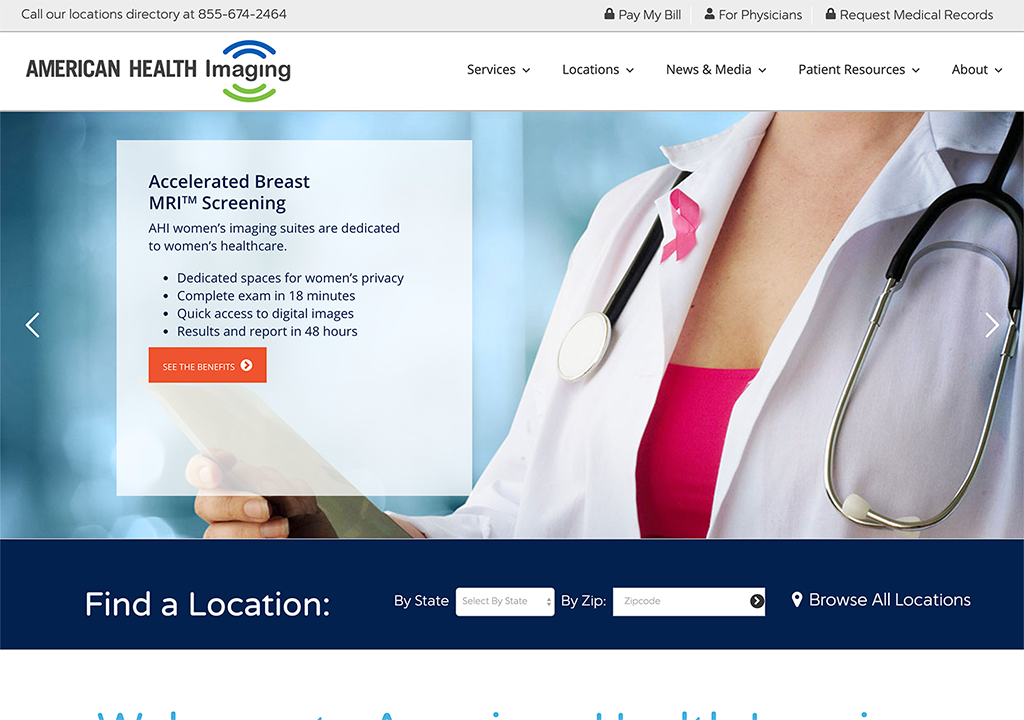 Call our locations directory at 855-674-2464
Pay My Bill
For Physicians
Request Medical Records
AMERICAN HEALTH Imaging
Services
Locations
News & Media
Patient Resources
About
Accelerated Breast
MRI™ Screening
AHI women's imaging suites are dedicated
to women's healthcare.
• Dedicated spaces for women's privacy
• Complete exam in 18 minutes
• Quick access to digital images
• Results and report in 48 hours
SEE THE BENEFITS
Find a Location:
By State
Select By State
By Zip:
Zipcode
Browse All Locations